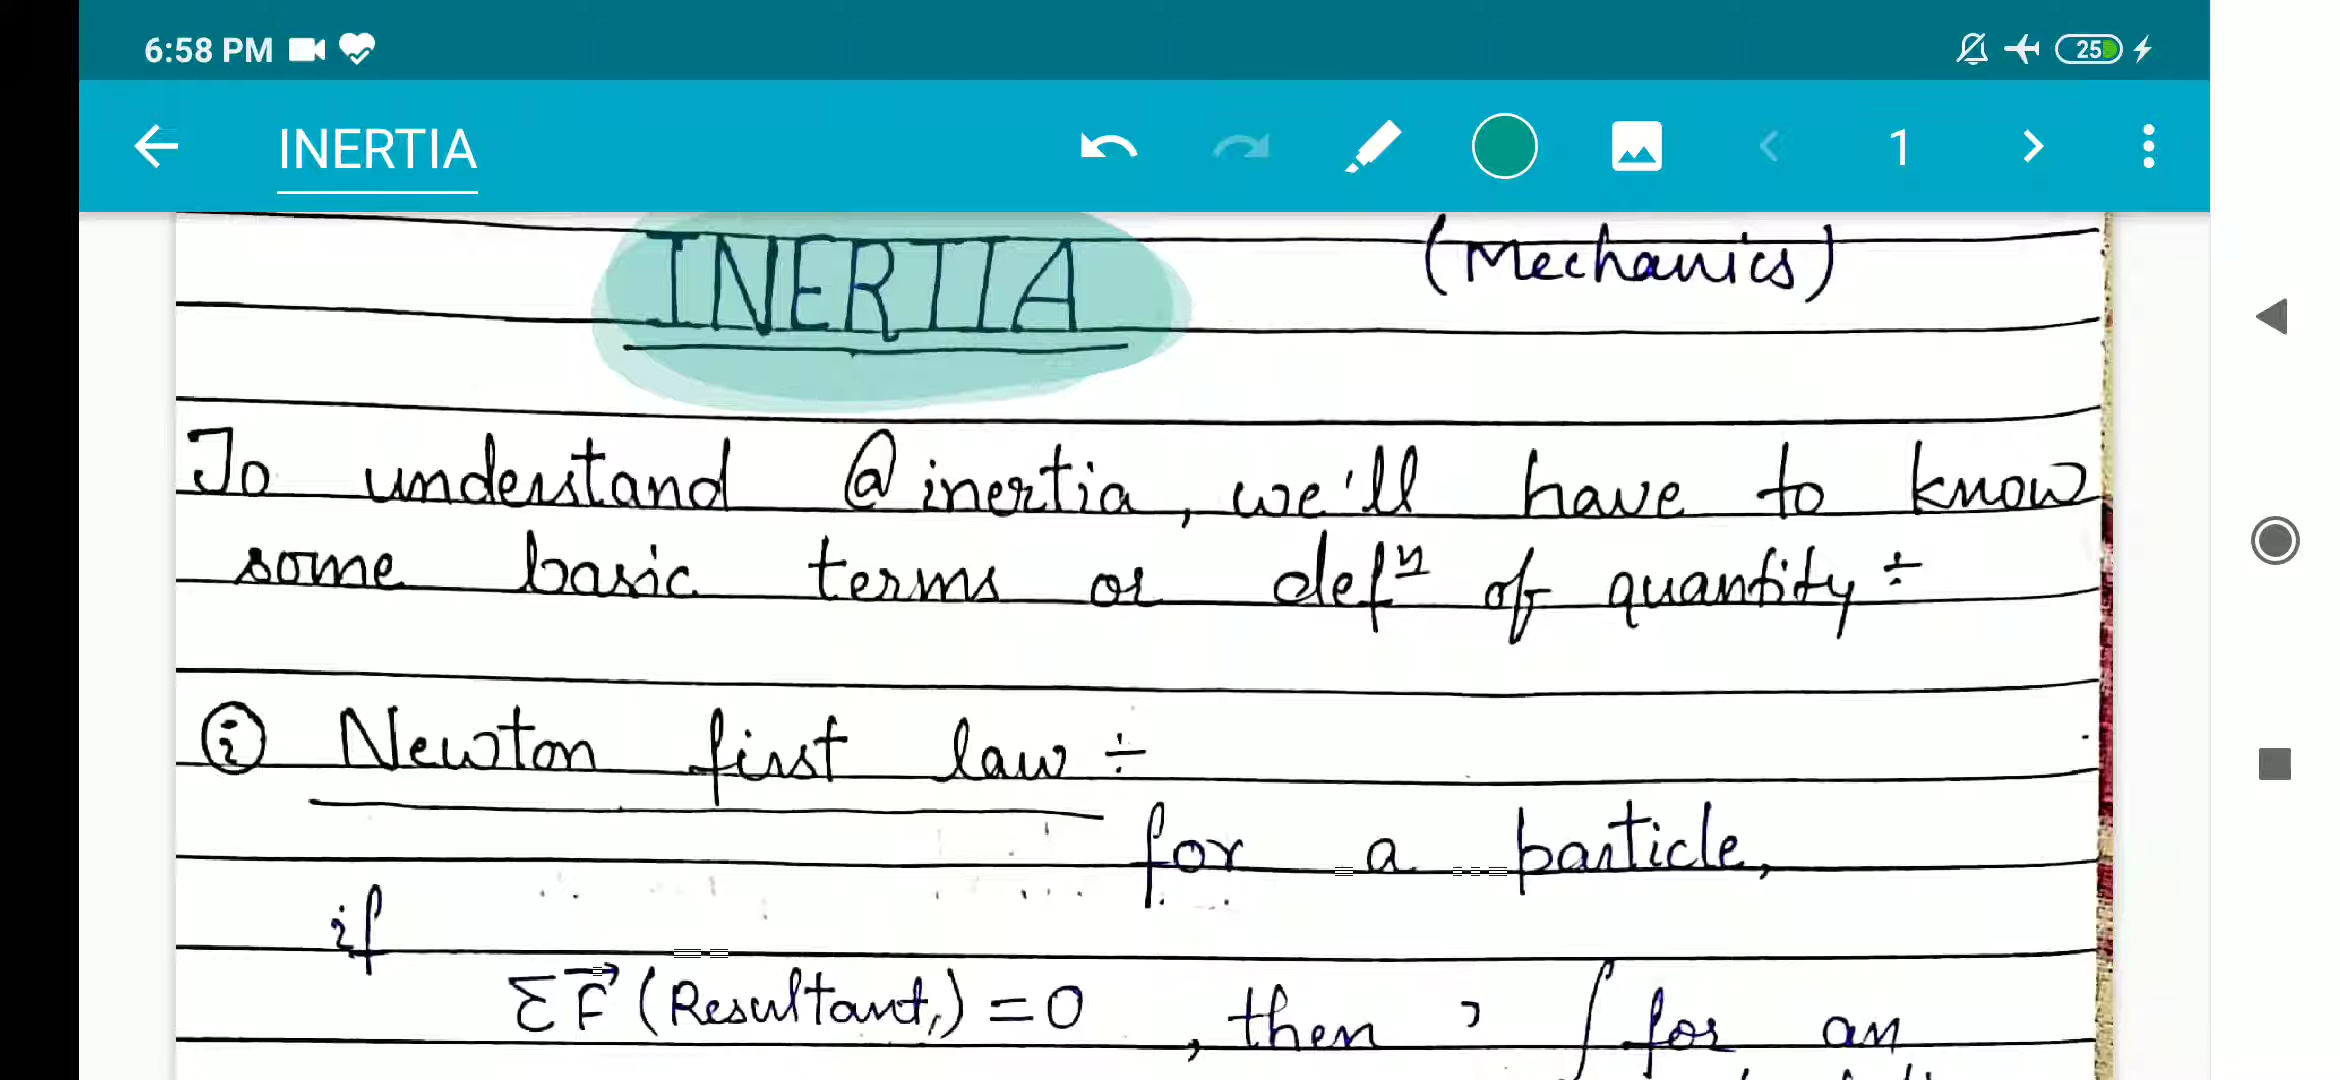 6:58 PM
25
INERTIA
1
INERTIA
(Mechanics)
To understand @ inertia, we'll have to know
some basic terms or defⁿ of quantity ÷
i Newton first law ÷
for a particle,
if
ΣF⃗ (Resultant,) = 0 , then , for an